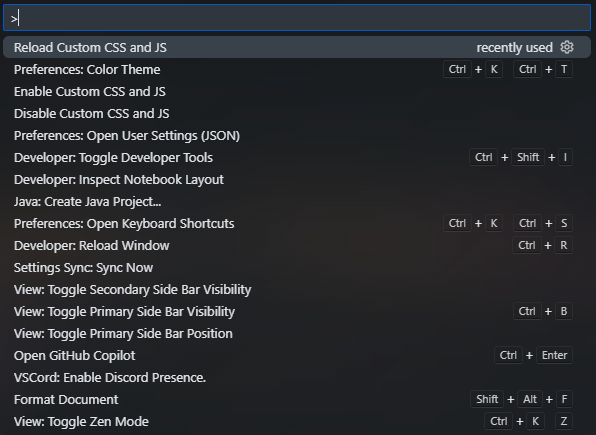 >
Reload Custom CSS and JS recently used
Preferences: Color Theme Ctrl + K Ctrl + T
Enable Custom CSS and JS
Disable Custom CSS and JS
Preferences: Open User Settings (JSON)
Developer: Toggle Developer Tools Ctrl + Shift + I
Developer: Inspect Notebook Layout
Java: Create Java Project...
Preferences: Open Keyboard Shortcuts Ctrl + K Ctrl + S
Developer: Reload Window Ctrl + R
Settings Sync: Sync Now
View: Toggle Secondary Side Bar Visibility
View: Toggle Primary Side Bar Visibility Ctrl + B
View: Toggle Primary Side Bar Position
Open GitHub Copilot Ctrl + Enter
VSCord: Enable Discord Presence.
Format Document Shift + Alt + F
View: Toggle Zen Mode Ctrl + K Z